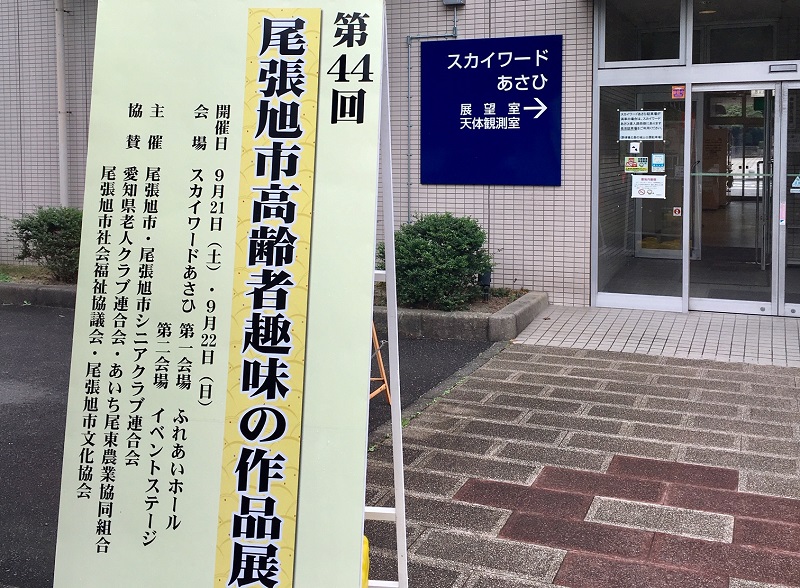 第44回
尾張旭市高齢者趣味の作品展
開催日 9月21日(土)・9月22日(日)
会場 スカイワードあさひ 第一会場 ふれあいホール
第二会場 イベントステージ
主催 尾張旭市・尾張旭市シニアクラブ連合会
協賛 愛知県老人クラブ連合会・あいち尾東農業協同組合
尾張旭市社会福祉協議会・尾張旭市文化協会
スカイワード
あさひ
展望室→
天体観測室